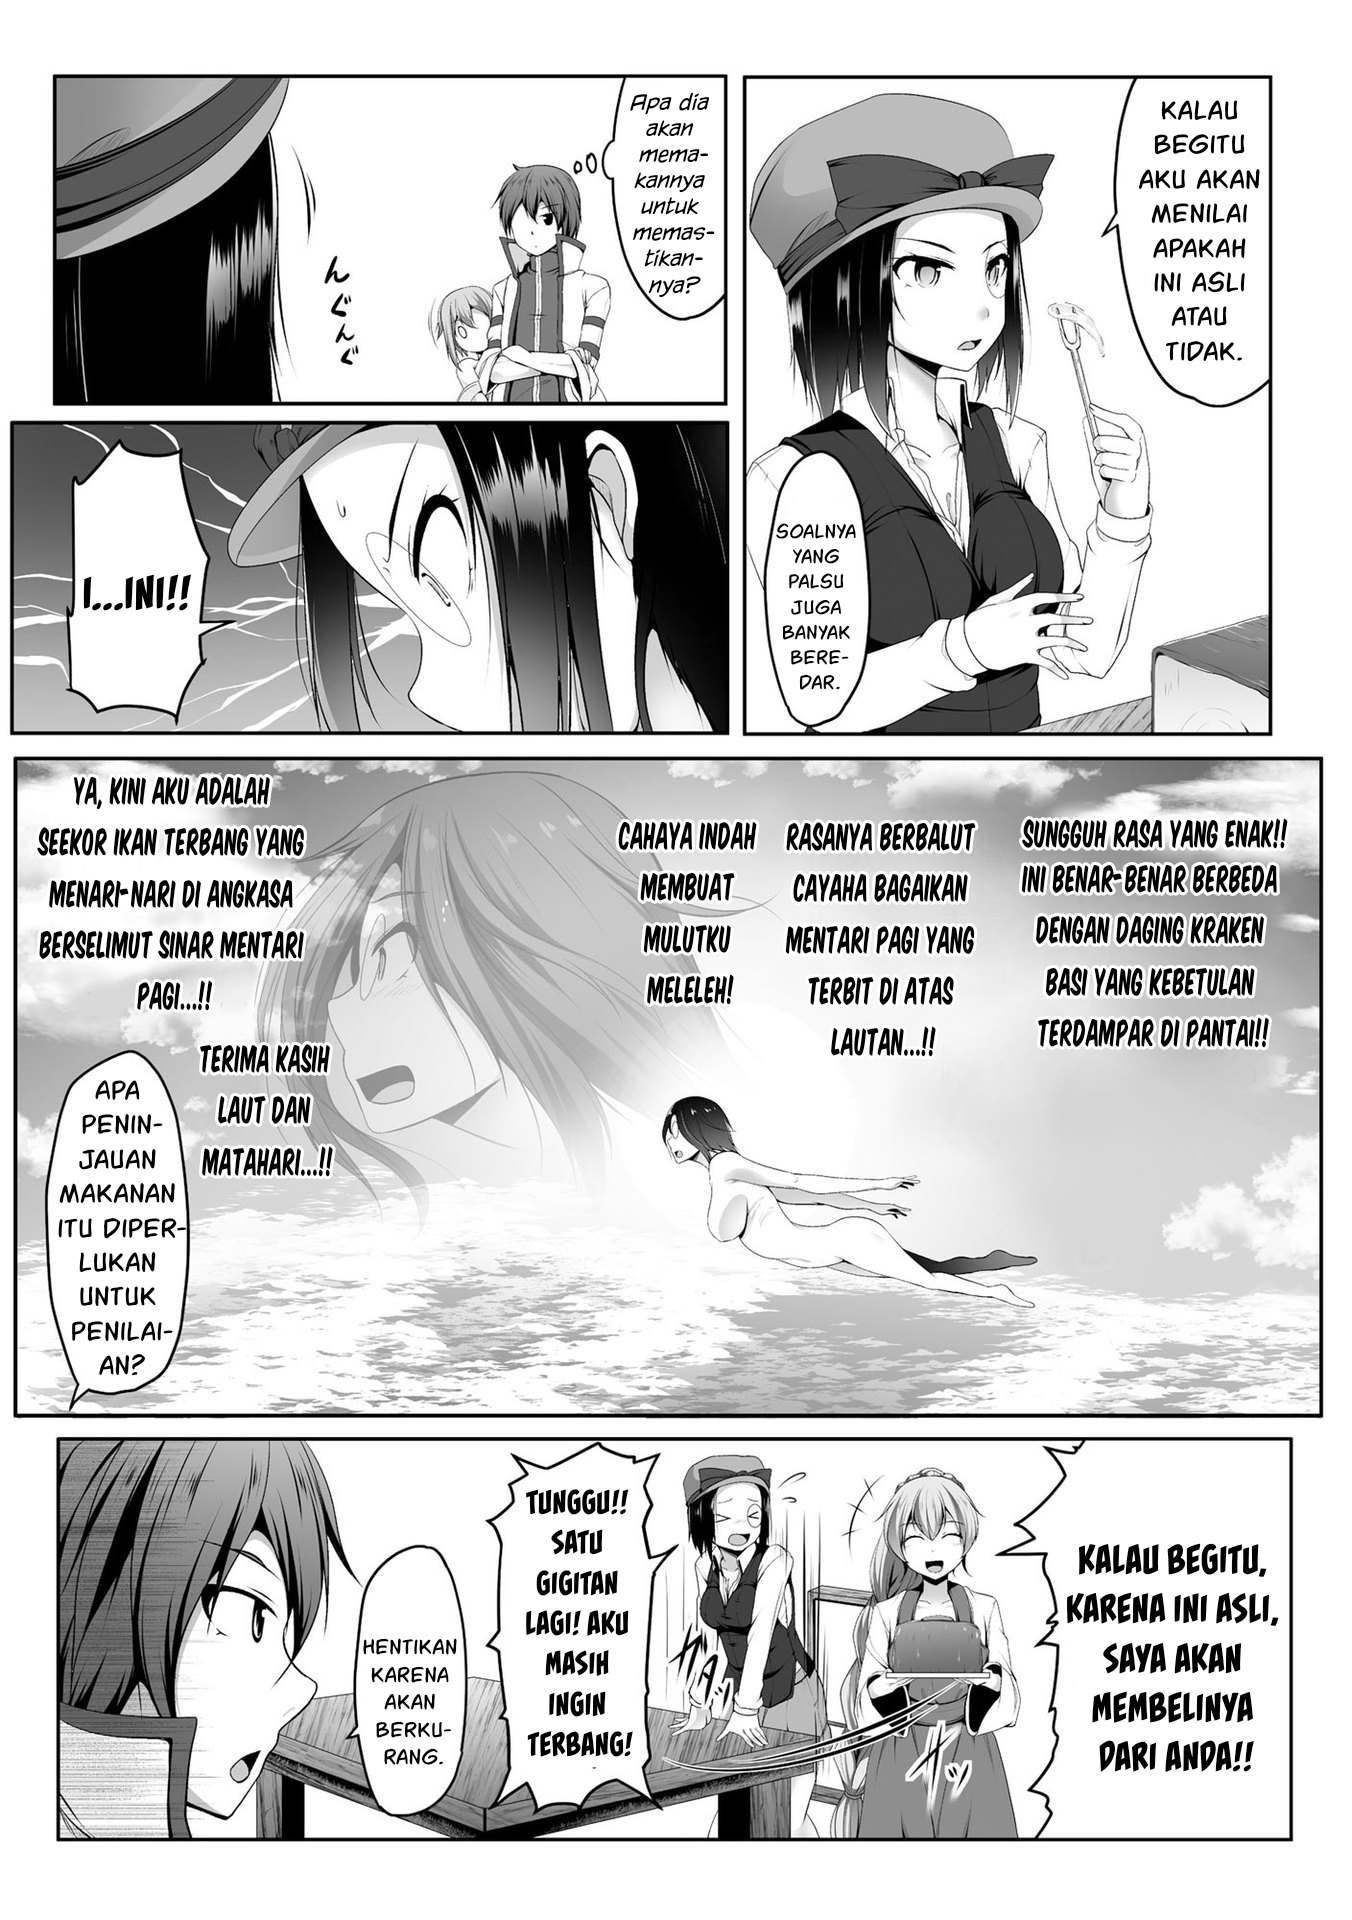 KALAU
BEGITU
AKU AKAN
MENILAI
APAKAH
INI ASLI
ATAU
TIDAK.
SOALNYA
YANG
PALSU
JUGA
BANYAK
BERE-
DAR.
Apa dia
akan
mema-
kannya
untuk
memas-
tikan-
nya?
んぐんぐ
I...INI!!
SUNGGUH RASA YANG ENAK!!
INI BENAR-BENAR BERBEDA
DENGAN DAGING KRAKEN
BASI YANG KEBETULAN
TERDAMPAR DI PANTAI!!
RASANYA BERBALUT
CAYAHA BAGAIKAN
MENTARI PAGI YANG
TERBIT DI ATAS
LAUTAN...!!
CAHAYA INDAH
MEMBUAT
MULUTKU
MELELEH!
YA, KINI AKU ADALAH
SEEKOR IKAN TERBANG YANG
MENARI-NARI DI ANGKASA
BERSELIMUT SINAR MENTARI
PAGI...!!
TERIMA KASIH
LAUT DAN
MATAHARI...!!
APA
PENIN-
JAUAN
MAKANAN
ITU DIPER-
LUKAN
UNTUK
PENILAI-
AN?
KALAU BEGITU,
KARENA INI ASLI,
SAYA AKAN
MEMBELINYA
DARI ANDA!!
ガッ
TUNGGU!!
SATU
GIGITAN
LAGI! AKU
MASIH
INGIN
TERBANG!
HENTIKAN
KARENA
AKAN
BERKU-
RANG.